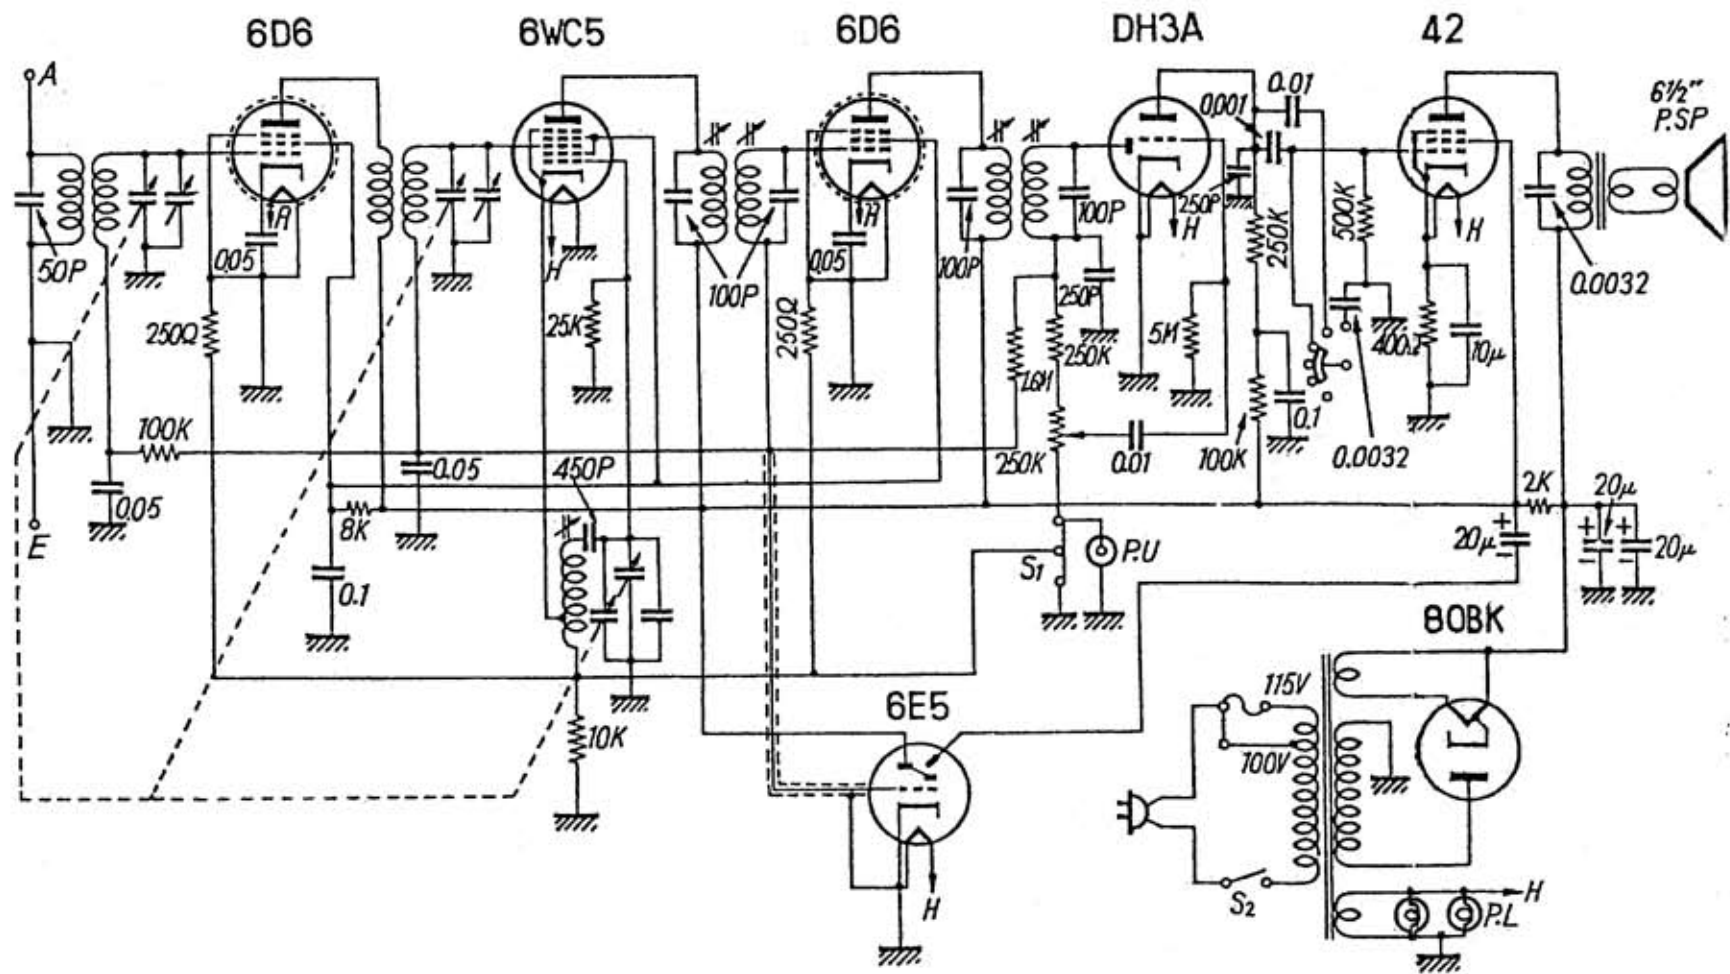 6D6
6WC5
6D6
DH3A
42
A
0.01
0.001
6½"
P.SP
H
0.05
50P
H
100P
H
0.05
100P
100P
250P
H
250K
500K
H
0.0032
250Ω
25K
250Ω
250P
250K
5M
400Ω
10μ
0.1
100K
0.05
450P
250K
0.01
100K
0.0032
2K
20μ
E
0.05
8K
S1
P.U
20μ
20μ
+
−
+
−
+
−
0.1
80BK
6E5
115V
10K
100V
H
S2
H
P.L